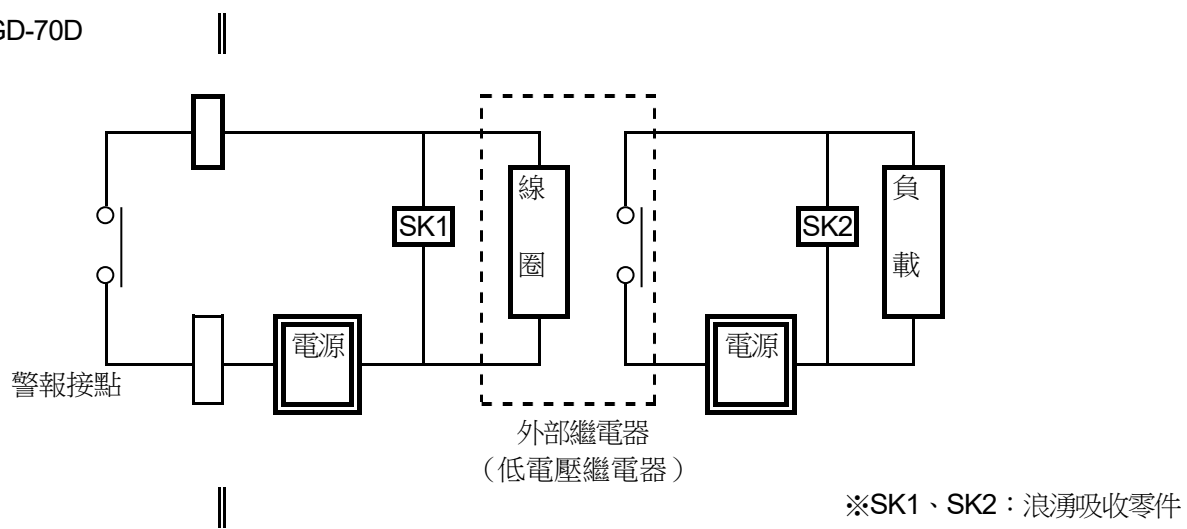 GD-70D
線圈
負載
SK1
SK2
電源
電源
警報接點
外部繼電器
（低電壓繼電器）
※SK1、SK2：浪湧吸收零件